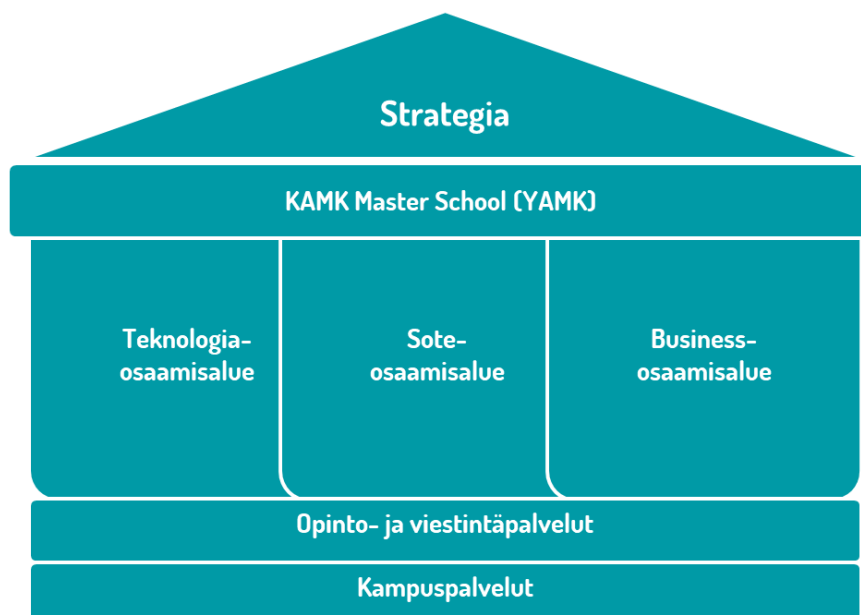 Strategia
KAMK Master School (YAMK)
Teknologia-
osaamisalue
Sote-
osaamisalue
Business-
osaamisalue
Opinto- ja viestintäpalvelut
Kampuspalvelut